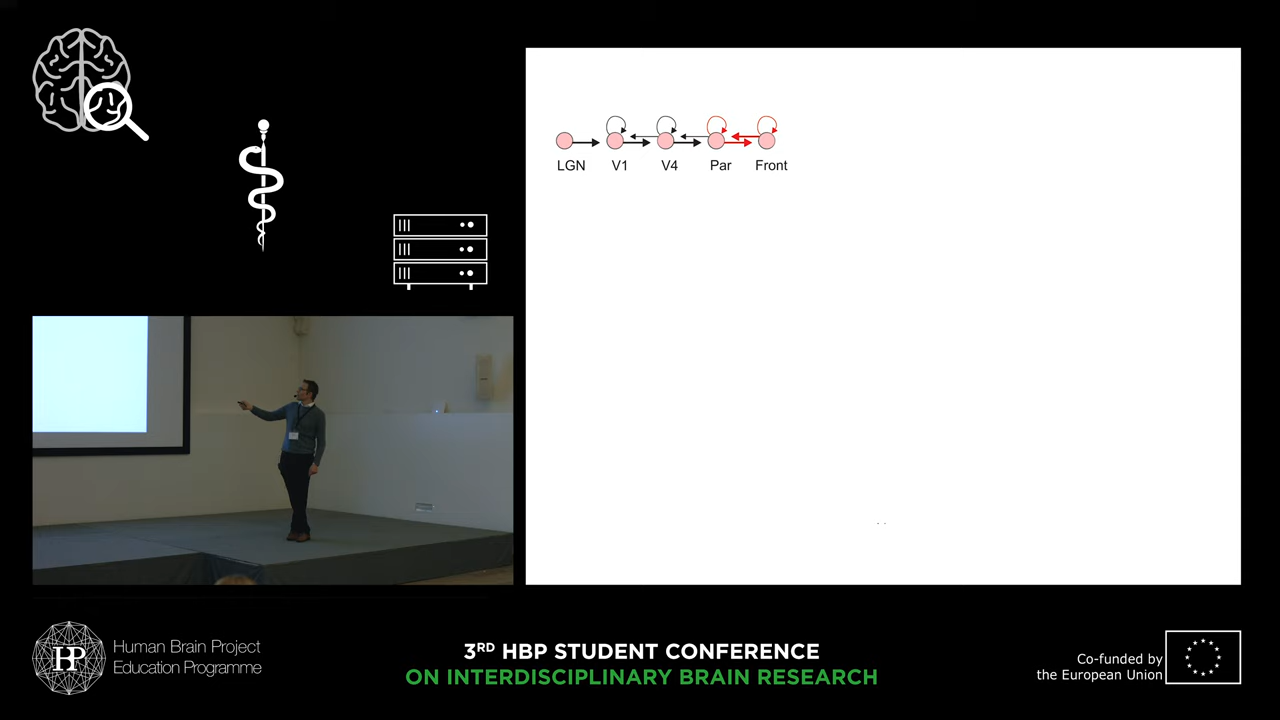 LGN V1 V4 Par Front
HP
Human Brain Project
Education Programme
3RD HBP STUDENT CONFERENCE
ON INTERDISCIPLINARY BRAIN RESEARCH
Co-funded by
the European Union